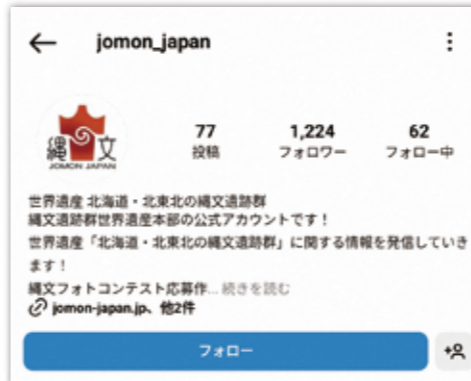 jomon_japan
縄 文
JOMON JAPAN
77
投稿
1,224
フォロワー
62
フォロー中
世界遺産 北海道・北東北の縄文遺跡群
縄文遺跡群世界遺産本部の公式アカウントです！
世界遺産「北海道・北東北の縄文遺跡群」に関する情報を発信していき
ます！
縄文フォトコンテスト応募作... 続きを読む
jomon-japan.jp、他2件
フォロー